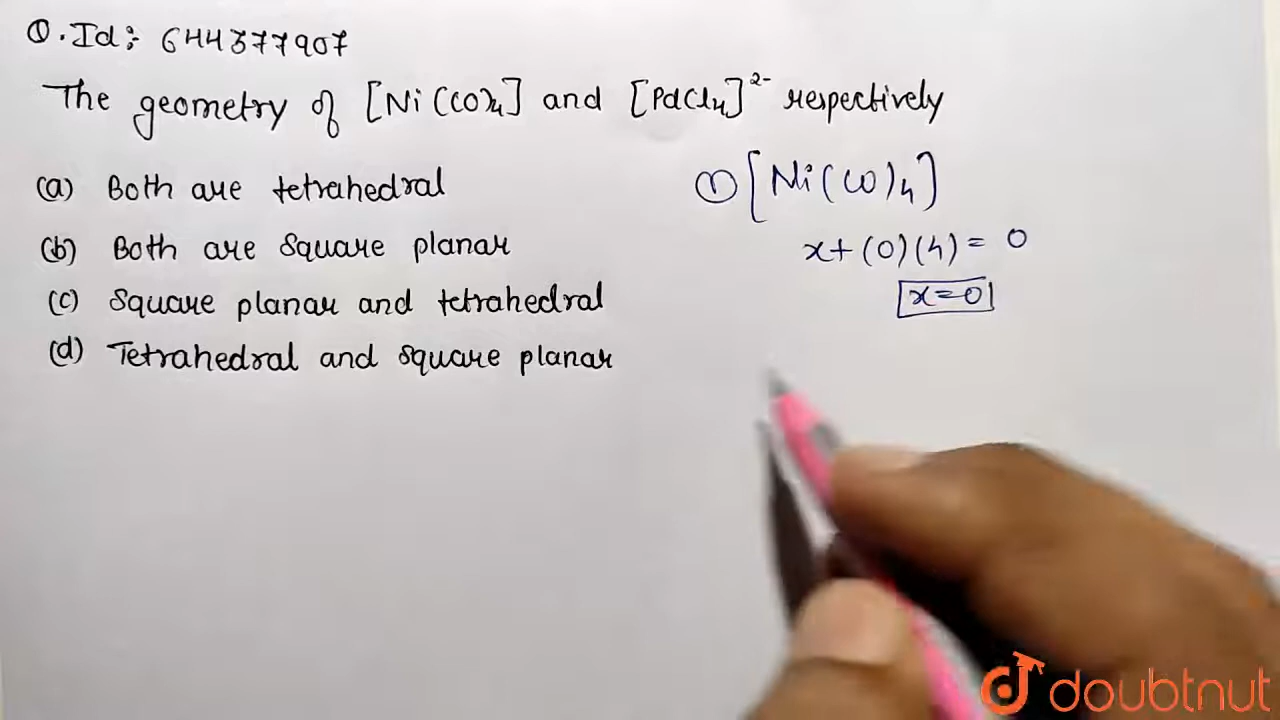 Q.Id:- 644377907
The geometry of [Ni(CO)4] and [PdCl4]2- respectively
(a) Both are tetrahedral
(b) Both are square planar
(c) Square planar and tetrahedral
(d) Tetrahedral and square planar
① [Ni(CO)4]
x+(0)(4)= 0
x=0
doubtnut